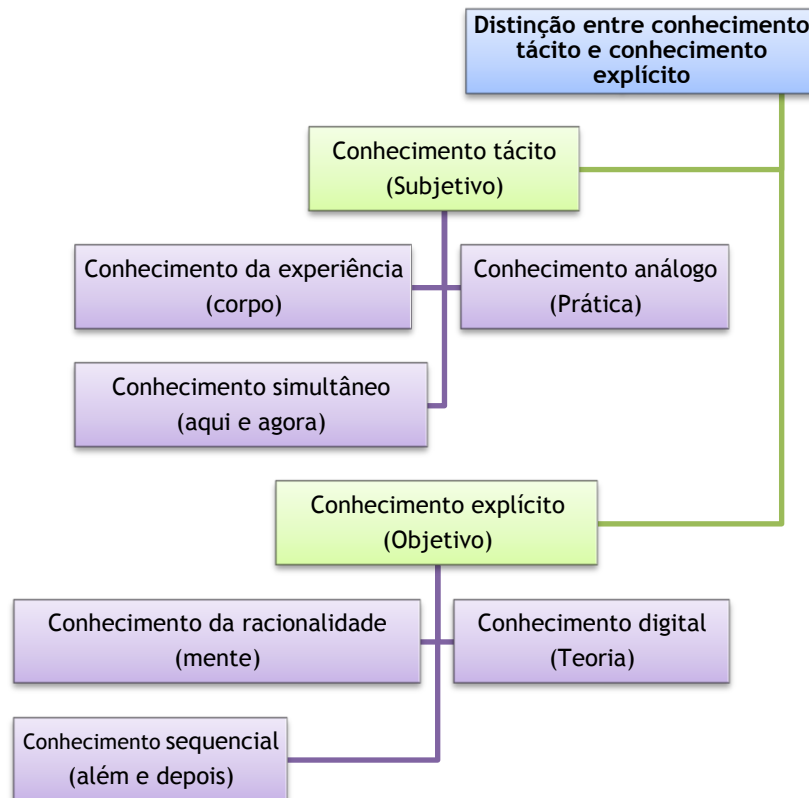 Distinção entre conhecimento
tácito e conhecimento
explícito
Conhecimento tácito
(Subjetivo)
Conhecimento da experiência
(corpo)
Conhecimento análogo
(Prática)
Conhecimento simultâneo
(aqui e agora)
Conhecimento explícito
(Objetivo)
Conhecimento da racionalidade
(mente)
Conhecimento digital
(Teoria)
Conhecimento sequencial
(além e depois)